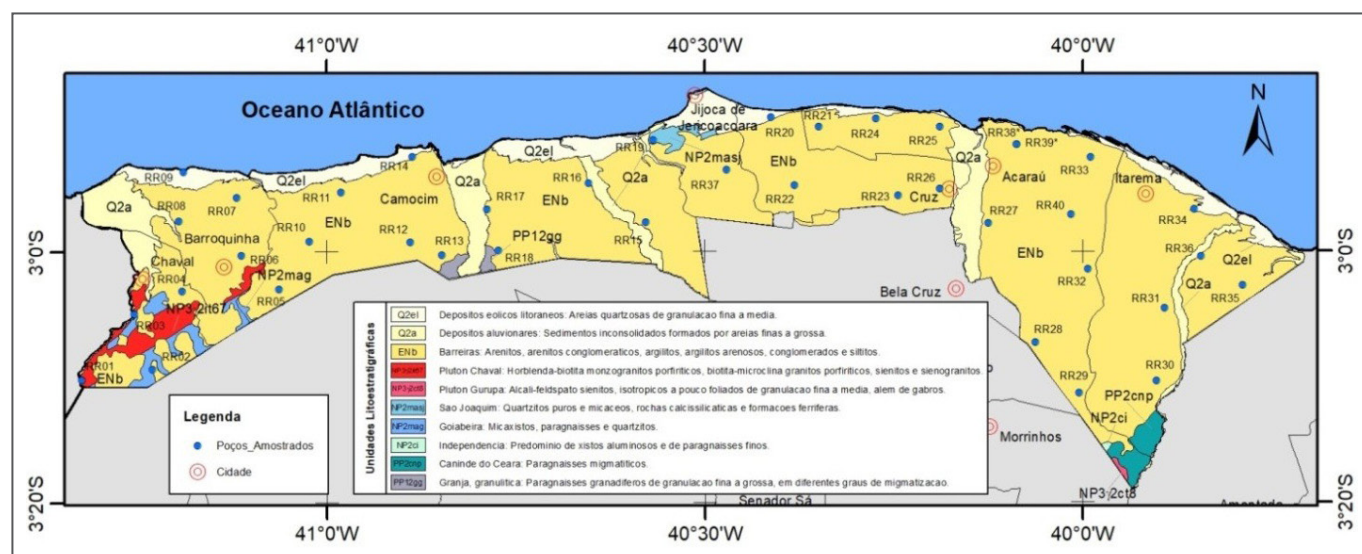 41°0'W 40°30'W 40°0'W
Oceano Atlântico
N
Jijoca de
Jericoacoara
RR20
RR21*
RR24
RR25
RR38*
RR39*
RR09
Q2el
RR14
Q2el
RR19
NP2masj
ENb
Q2a
Acaraú
RR33
Itarema
Q2a
RR08
RR07
RR11
ENb
Camocim
Q2a
RR17
RR16
ENb
Q2a
RR37
RR22
RR23
RR26
Cruz
RR27
RR40
RR34
Barroquinha
RR10
RR12
RR13
PP12gg
RR18
RR15
ENb
RR36
Q2el
3°0'S 3°0'S
Chaval
RR04
RR06
NP2mag
RR05
NP3-2it67
RR03
RR02
RR01
ENb
Bela Cruz
RR32
RR31
Q2a
RR35
RR28
RR29
RR30
PP2cnp
NP2ci
Morrinhos
NP3γ2ct8
Senador Sá
Legenda
Poços_Amostrados
Cidade
Unidades Litoestratigráficas
Q2el Depositos eolicos litoraneos: Areias quartzosas de granulacao fina a media.
Q2a Depositos aluvionares: Sedimentos inconsolidados formados por areias finas a grossa.
ENb Barreiras: Arenitos, arenitos conglomeraticos, argilitos, argilitos arenosos, conglomerados e siltitos.
Pluton Chaval: Horblenda-biotita monzogranitos porfiriticos, biotita-microclina granitos porfiriticos, sienitos e sienogranitos.
Pluton Gurupa: Alcali-feldspato sienitos, isotropicos a pouco foliados de granulacao fina a media, alem de gabros.
NP2masj Sao Joaquim: Quartzitos puros e micaceos, rochas calcissilicaticas e formacoes ferriferas.
NP2mag Goiabeira: Micaxistos, paragnaisses e quartzitos.
NP2ci Independencia: Predominio de xistos aluminosos e de paragnaisses finos.
PP2cnp Caninde do Ceara: Paragnaisses migmatiticos.
PP12gg Granja, granulitica: Paragnaisses granadiferos de granulacao fina a grossa, em diferentes graus de migmatizacao.
3°20'S 3°20'S
41°0'W 40°30'W 40°0'W